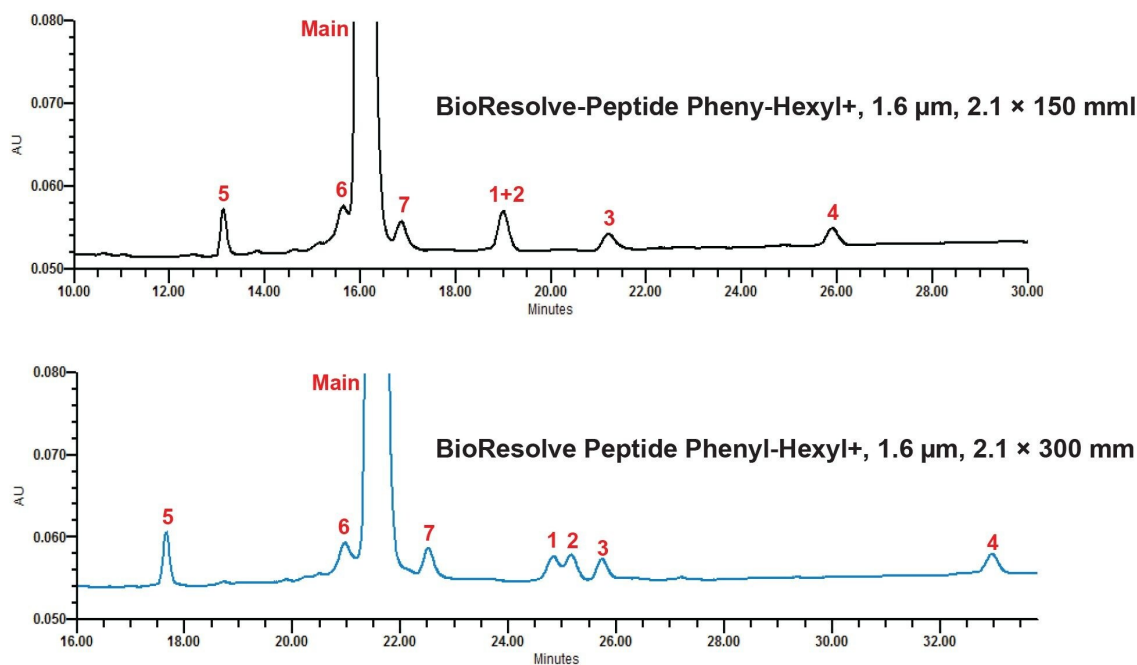 0.080
Main
BioResolve-Peptide Pheny-Hexyl+, 1.6 µm, 2.1 × 150 mml
0.070
AU
0.060
5
6
7
1+2
3
4
0.050
10.00 12.00 14.00 16.00 18.00 20.00 22.00 24.00 26.00 28.00 30.00
Minutes
0.080
Main
BioResolve Peptide Phenyl-Hexyl+, 1.6 µm, 2.1 × 300 mm
0.070
AU
0.060
5
6
7
1 2 3
4
0.050
16.00 18.00 20.00 22.00 24.00 26.00 28.00 30.00 32.00
Minutes